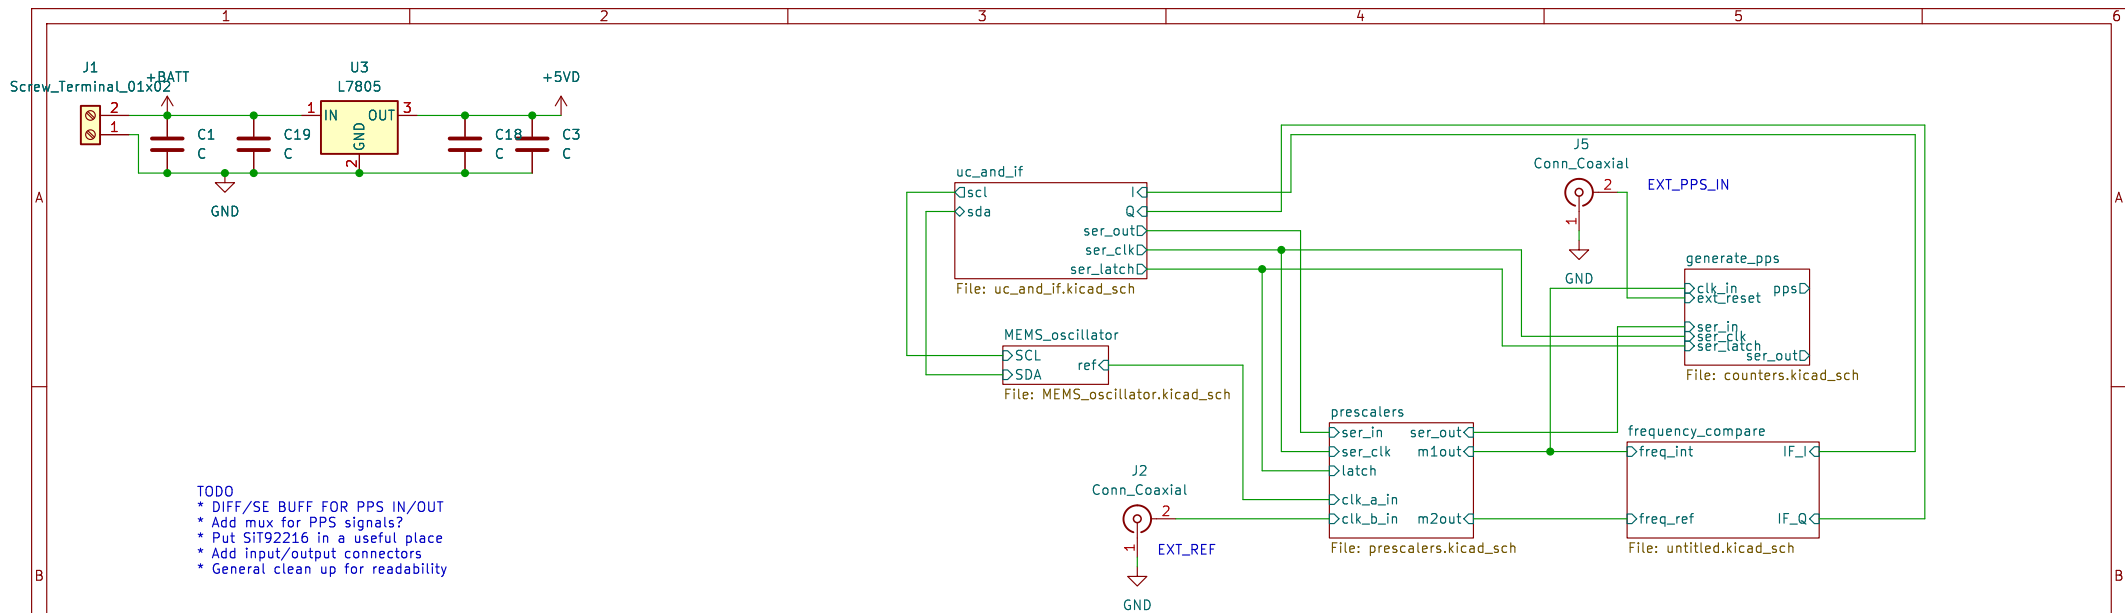 1
2
3
4
5
6
A
A
B
B
J1
Screw_Terminal_01x02
+BATT
2
1
C1
C
C19
C
GND
U3
L7805
1
IN
OUT
3
GND
2
C18
C
C3
C
+5VD
TODO
* DIFF/SE BUFF FOR PPS IN/OUT
* Add mux for PPS signals?
* Put SiT92216 in a useful place
* Add input/output connectors
* General clean up for readability
uc_and_if
scl
sda
I
Q
ser_out
ser_clk
ser_latch
File: uc_and_if.kicad_sch
MEMS_oscillator
SCL
SDA
ref
File: MEMS_oscillator.kicad_sch
J2
Conn_Coaxial
2
1
EXT_REF
GND
prescalers
ser_in
ser_clk
latch
clk_a_in
clk_b_in
ser_out
m1out
m2out
File: prescalers.kicad_sch
J5
Conn_Coaxial
2
1
EXT_PPS_IN
GND
generate_pps
clk_in
ext_reset
ser_in
ser_clk
ser_latch
pps
ser_out
File: counters.kicad_sch
frequency_compare
freq_int
freq_ref
IF_I
IF_Q
File: untitled.kicad_sch